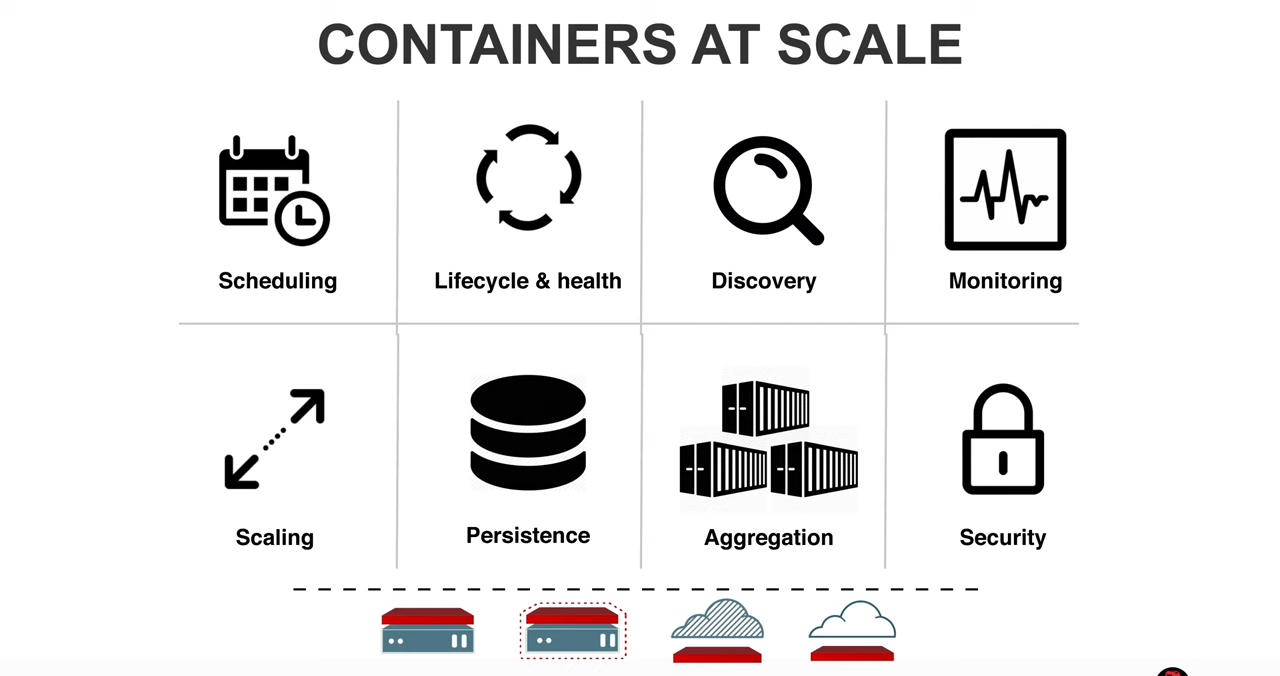 CONTAINERS AT SCALE
Scheduling
Lifecycle & health
Discovery
Monitoring
Scaling
Persistence
Aggregation
Security